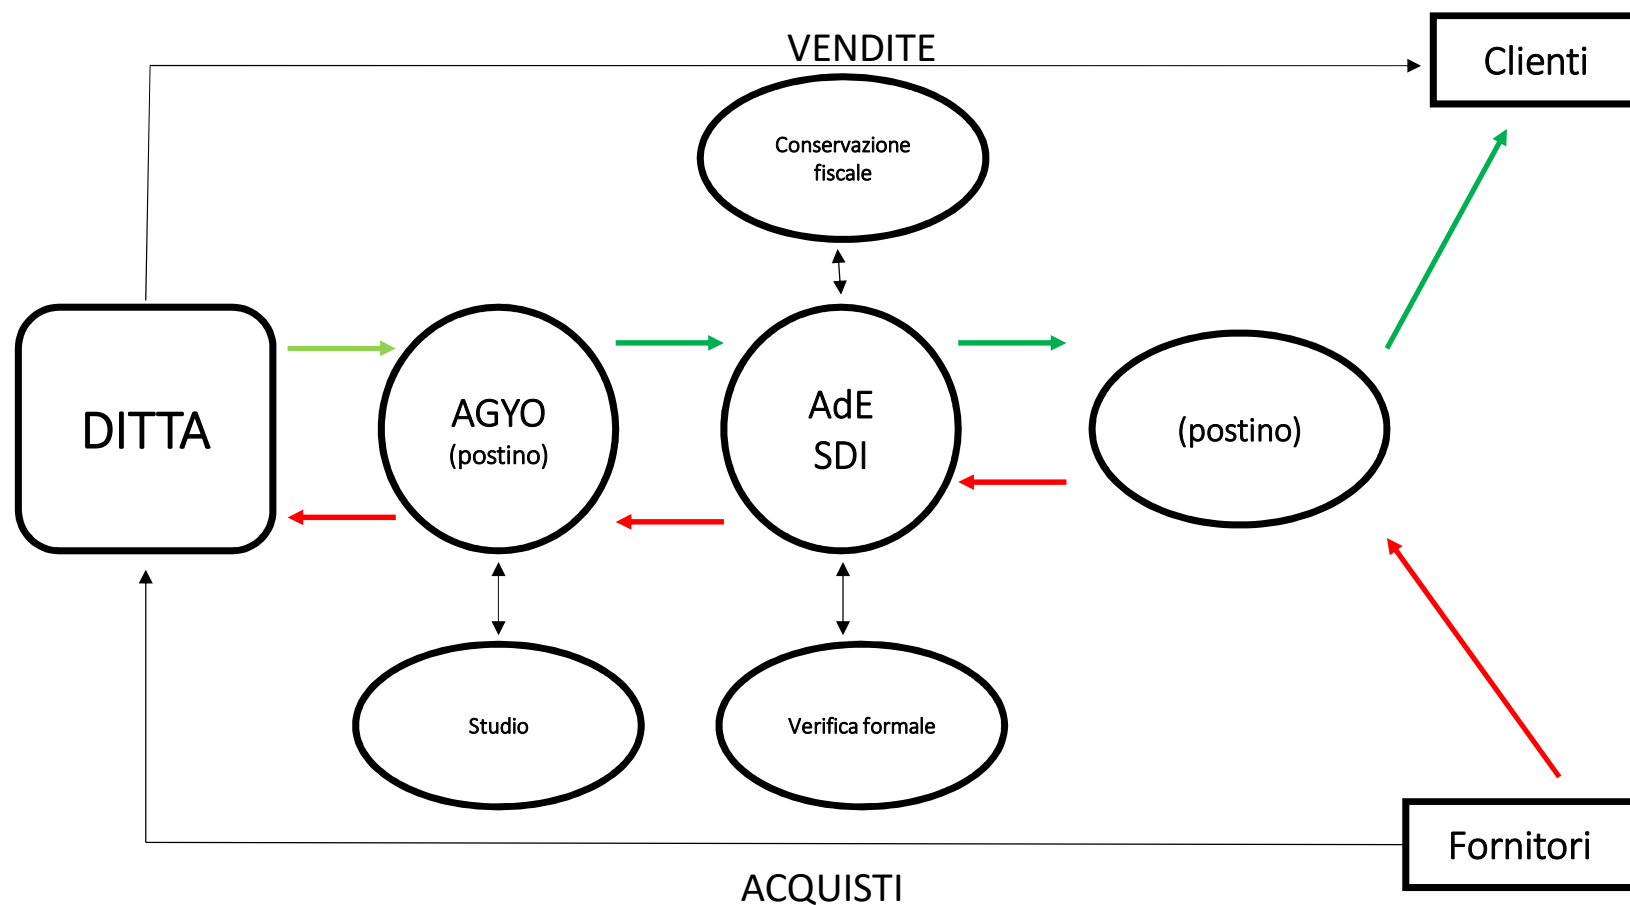 VENDITE
Clienti
Conservazione
fiscale
DITTA
AGYO
(postino)
AdE
SDI
(postino)
Studio
Verifica formale
Fornitori
ACQUISTI